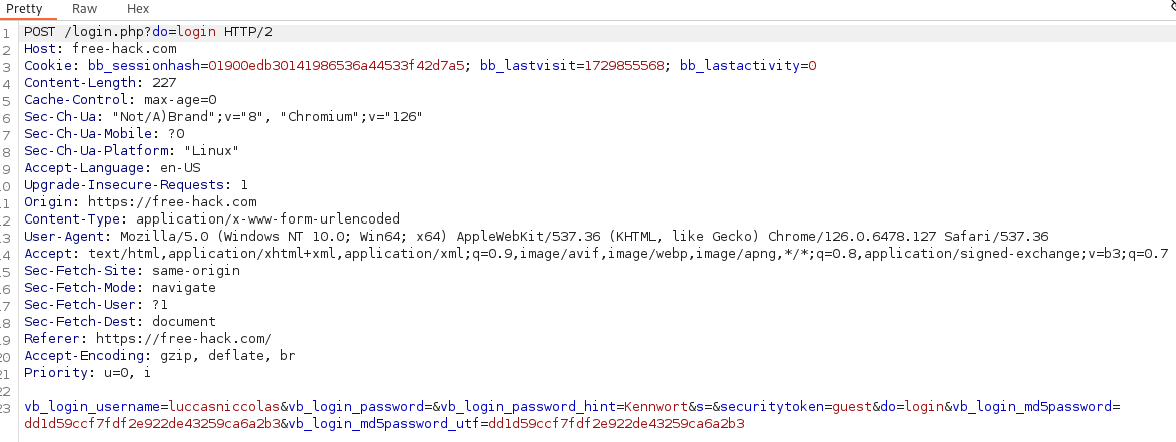 Pretty Raw Hex
1 POST /login.php?do=login HTTP/2
2 Host: free-hack.com
3 Cookie: bb_sessionhash=01900edb30141986536a44533f42d7a5; bb_lastvisit=1729855568; bb_lastactivity=0
4 Content-Length: 227
5 Cache-Control: max-age=0
6 Sec-Ch-Ua: "Not/A)Brand";v="8", "Chromium";v="126"
7 Sec-Ch-Ua-Mobile: ?0
8 Sec-Ch-Ua-Platform: "Linux"
9 Accept-Language: en-US
10 Upgrade-Insecure-Requests: 1
11 Origin: https://free-hack.com
12 Content-Type: application/x-www-form-urlencoded
13 User-Agent: Mozilla/5.0 (Windows NT 10.0; Win64; x64) AppleWebKit/537.36 (KHTML, like Gecko) Chrome/126.0.6478.127 Safari/537.36
14 Accept: text/html,application/xhtml+xml,application/xml;q=0.9,image/avif,image/webp,image/apng,*/*;q=0.8,application/signed-exchange;v=b3;q=0.7
15 Sec-Fetch-Site: same-origin
16 Sec-Fetch-Mode: navigate
17 Sec-Fetch-User: ?1
18 Sec-Fetch-Dest: document
19 Referer: https://free-hack.com/
20 Accept-Encoding: gzip, deflate, br
21 Priority: u=0, i
22
23 vb_login_username=luccasniccolas&vb_login_password=&vb_login_password_hint=Kennwort&s=&securitytoken=guest&do=login&vb_login_md5password=
dd1d59ccf7fdf2e922de43259ca6a2b3&vb_login_md5password_utf=dd1d59ccf7fdf2e922de43259ca6a2b3